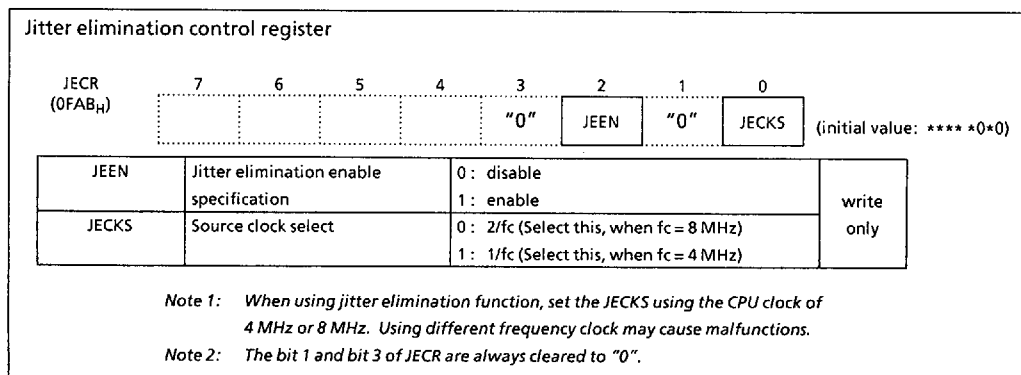 Jitter elimination control register
JECR
(0FABH)
7 6 5 4 3 2 1 0
"0" JEEN "0" JECKS (initial value: **** *0*0)
JEEN Jitter elimination enable specification 0 : disable
1 : enable
write only
JECKS Source clock select 0 : 2/fc (Select this, when fc = 8 MHz)
1 : 1/fc (Select this, when fc = 4 MHz)
Note 1: When using jitter elimination function, set the JECKS using the CPU clock of
4 MHz or 8 MHz. Using different frequency clock may cause malfunctions.
Note 2: The bit 1 and bit 3 of JECR are always cleared to "0".